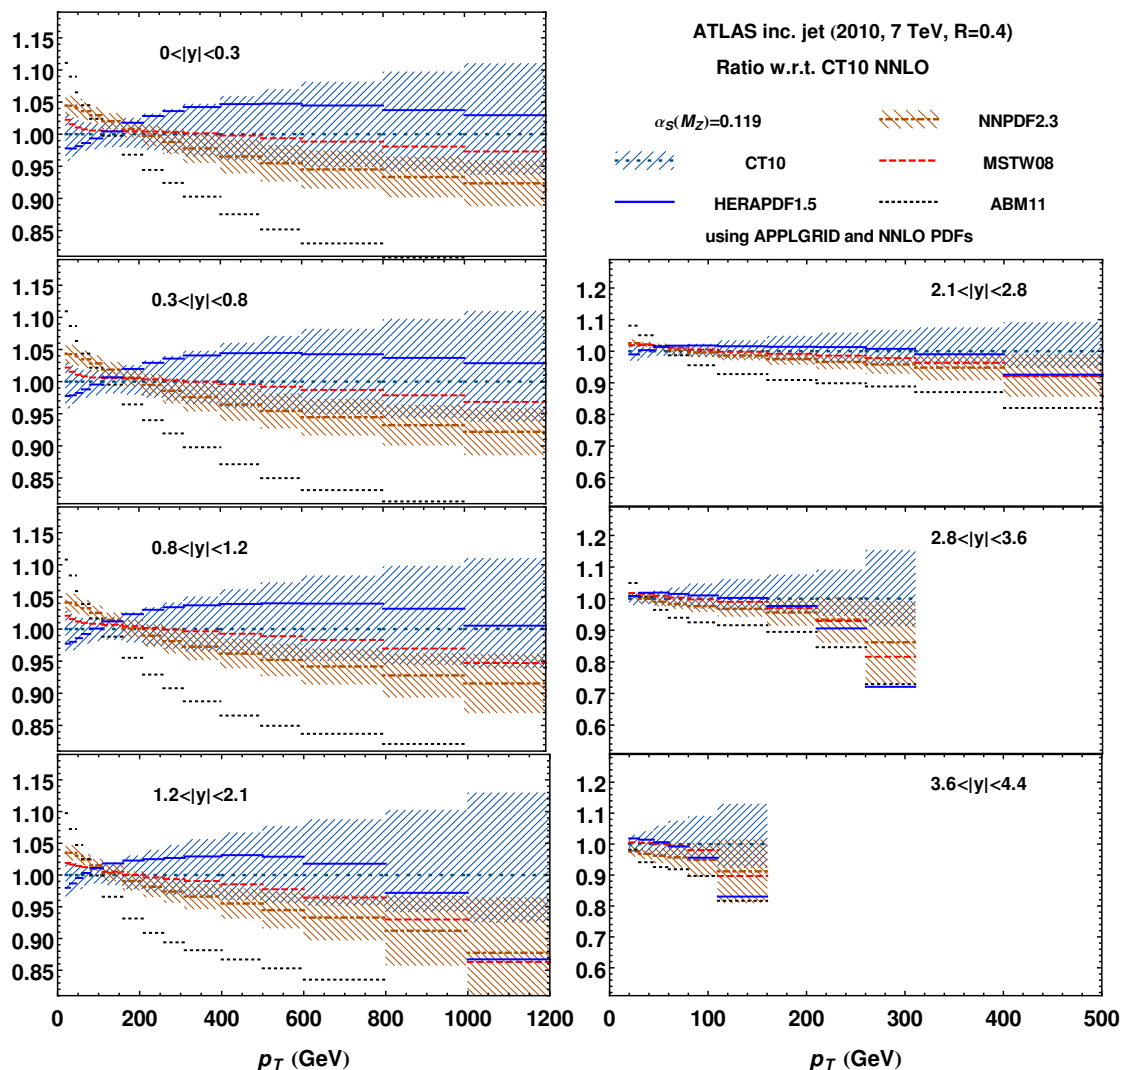 ATLAS inc. jet (2010, 7 TeV, R=0.4)
Ratio w.r.t. CT10 NNLO
α_S(M_Z)=0.119
NNPDF2.3
CT10
MSTW08
HERAPDF1.5
ABM11
using APPLGRID and NNLO PDFs
0<|y|<0.3
1.15
1.10
1.05
1.00
0.95
0.90
0.85
0.3<|y|<0.8
1.15
1.10
1.05
1.00
0.95
0.90
0.85
0.8<|y|<1.2
1.15
1.10
1.05
1.00
0.95
0.90
0.85
1.2<|y|<2.1
1.15
1.10
1.05
1.00
0.95
0.90
0.85
0 200 400 600 800 1000 1200
p_T (GeV)
2.1<|y|<2.8
1.2
1.1
1.0
0.9
0.8
0.7
0.6
2.8<|y|<3.6
1.2
1.1
1.0
0.9
0.8
0.7
0.6
3.6<|y|<4.4
1.2
1.1
1.0
0.9
0.8
0.7
0.6
0 100 200 300 400 500
p_T (GeV)